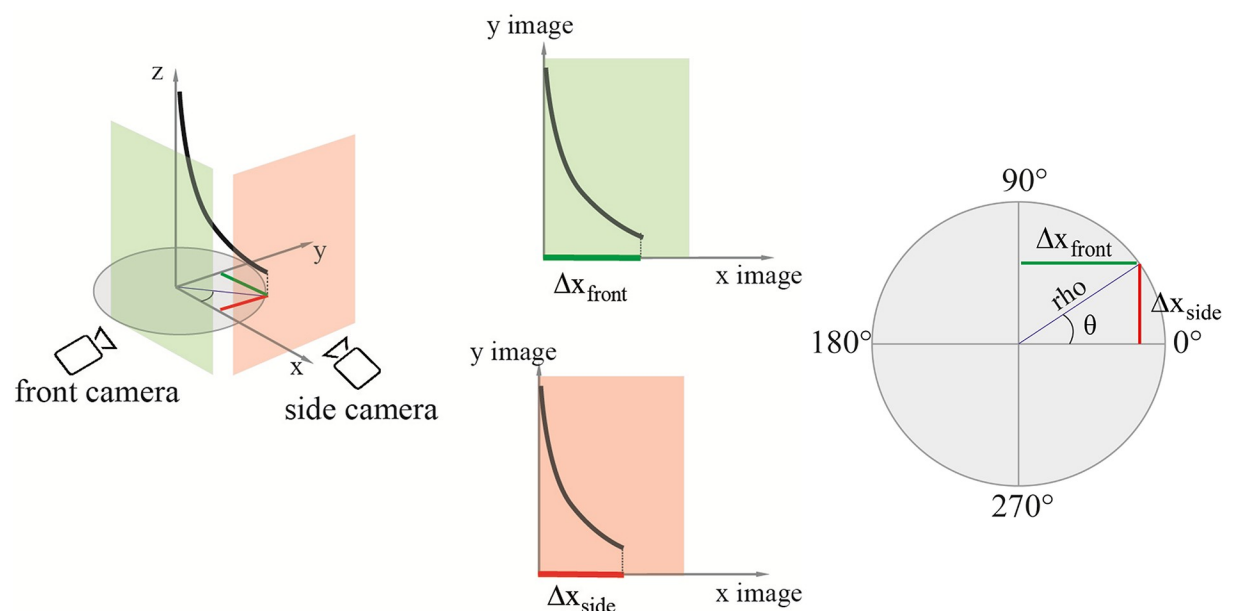 z
y
x
front camera
side camera
y image
x image
Δx_front
y image
x image
Δx_side
90°
Δx_front
rho
θ
Δx_side
180°
0°
270°